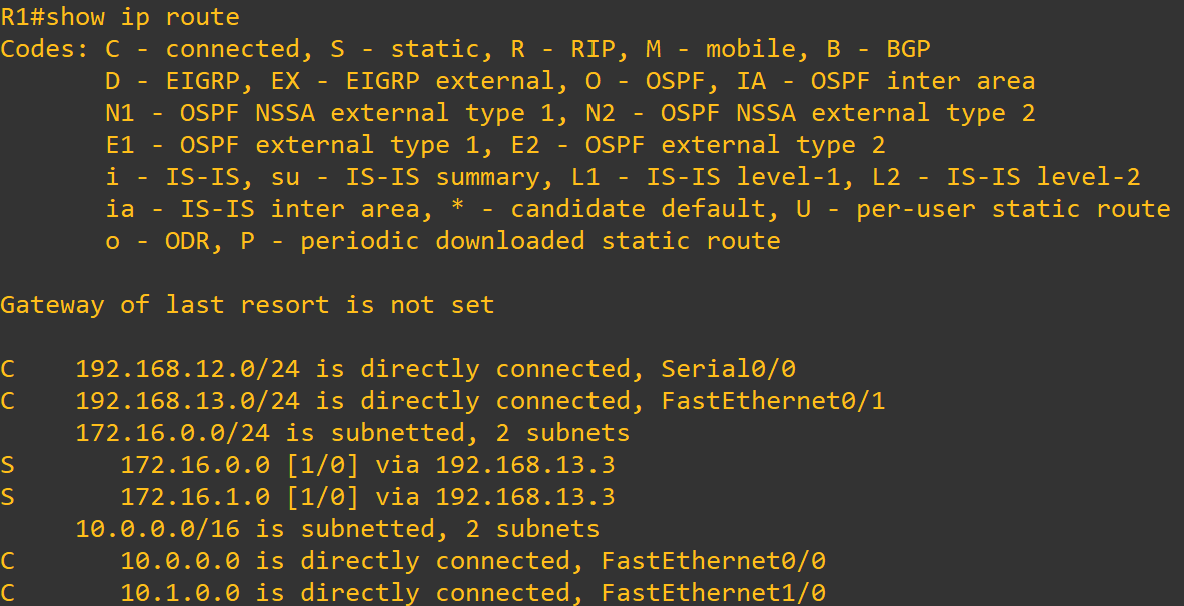 R1#show ip route
Codes: C - connected, S - static, R - RIP, M - mobile, B - BGP
       D - EIGRP, EX - EIGRP external, O - OSPF, IA - OSPF inter area
       N1 - OSPF NSSA external type 1, N2 - OSPF NSSA external type 2
       E1 - OSPF external type 1, E2 - OSPF external type 2
       i - IS-IS, su - IS-IS summary, L1 - IS-IS level-1, L2 - IS-IS level-2
       ia - IS-IS inter area, * - candidate default, U - per-user static route
       o - ODR, P - periodic downloaded static route
Gateway of last resort is not set
C    192.168.12.0/24 is directly connected, Serial0/0
C    192.168.13.0/24 is directly connected, FastEthernet0/1
     172.16.0.0/24 is subnetted, 2 subnets
S       172.16.0.0 [1/0] via 192.168.13.3
S       172.16.1.0 [1/0] via 192.168.13.3
     10.0.0.0/16 is subnetted, 2 subnets
C       10.0.0.0 is directly connected, FastEthernet0/0
C       10.1.0.0 is directly connected, FastEthernet1/0